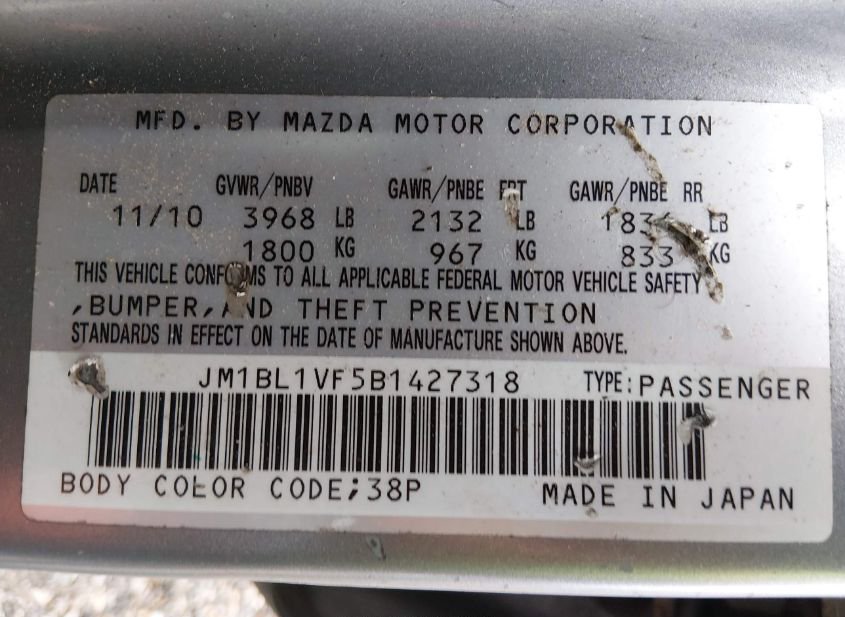 MFD. BY MAZDA MOTOR CORPORATION
DATE GVWR/PNBV GAWR/PNBE FRT GAWR/PNBE RR
11/10 3968 LB 2132 LB LB
1800 KG 967 KG 833 KG
THIS VEHICLE CONFORMS TO ALL APPLICABLE FEDERAL MOTOR VEHICLE SAFETY
,BUMPER,AND THEFT PREVENTION
STANDARDS IN EFFECT ON THE DATE OF MANUFACTURE SHOWN ABOVE.
JM1BL1VF5B1427318 TYPE:PASSENGER
BODY COLOR CODE;38P MADE IN JAPAN